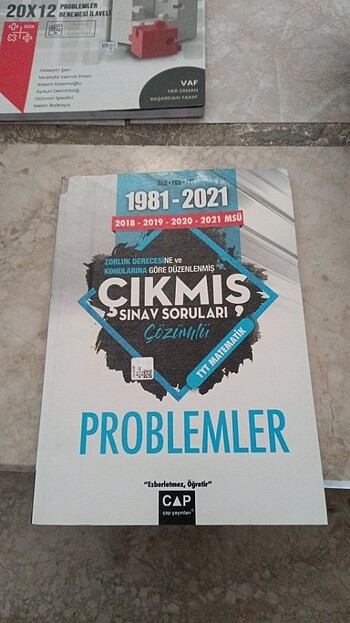 20X12 PROBLEMLER
DENEMESİ İLAVELİ
VAF
HER ZAMAN
BAŞARIDAN TARAF
1981 - 2021
2018 - 2019 - 2020 - 2021 MSÜ
ZORLUK DERECESİNE ve
KONULARINA GÖRE DÜZENLENMİŞ
ÇIKMIŞ
SINAV SORULARI
Çözümlü
TYT MATEMATİK
PROBLEMLER
"Ezberletmez, Öğretir"
CAP
çap yayınları